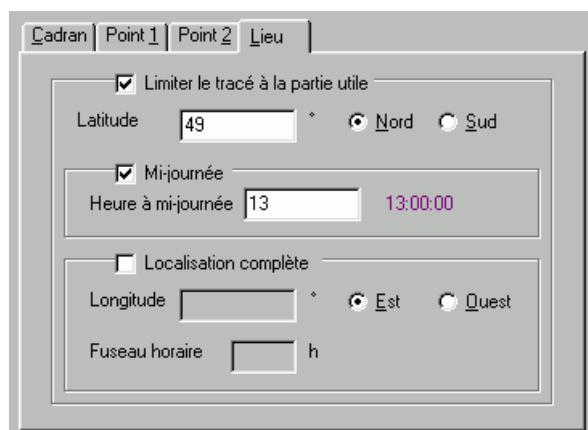 Cadran Point 1 Point 2 Lieu
Limiter le tracé à la partie utile
Latitude 49 ° Nord Sud
Mi-journée
Heure à mi-journée 13 13:00:00
Localisation complète
Longitude ° Est Ouest
Fuseau horaire h